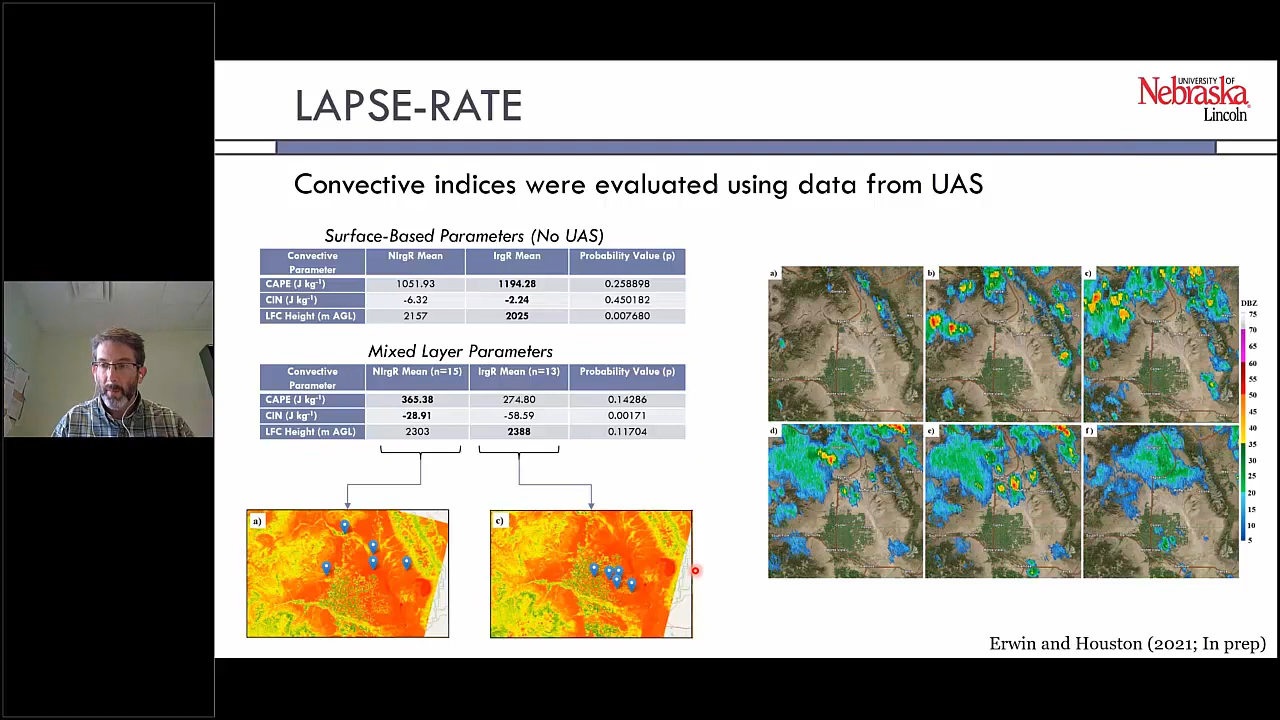 LAPSE-RATE
UNIVERSITY OF
Nebraska
Lincoln
Convective indices were evaluated using data from UAS
Surface-Based Parameters (No UAS)
Convective Parameter NIrgR Mean IrgR Mean Probability Value (p)
CAPE (J kg⁻¹) 1051.93 1194.28 0.258898
CIN (J kg⁻¹) -6.32 -2.24 0.450182
LFC Height (m AGL) 2157 2025 0.007680
Mixed Layer Parameters
Convective Parameter NIrgR Mean (n=15) IrgR Mean (n=13) Probability Value (p)
CAPE (J kg⁻¹) 365.38 274.80 0.14286
CIN (J kg⁻¹) -28.91 -58.59 0.00171
LFC Height (m AGL) 2303 2388 0.11704
a)
c)
a)
b)
c)
d)
e)
f)
DBZ
75
70
65
60
55
50
45
40
35
30
25
20
15
10
5
Erwin and Houston (2021; In prep)